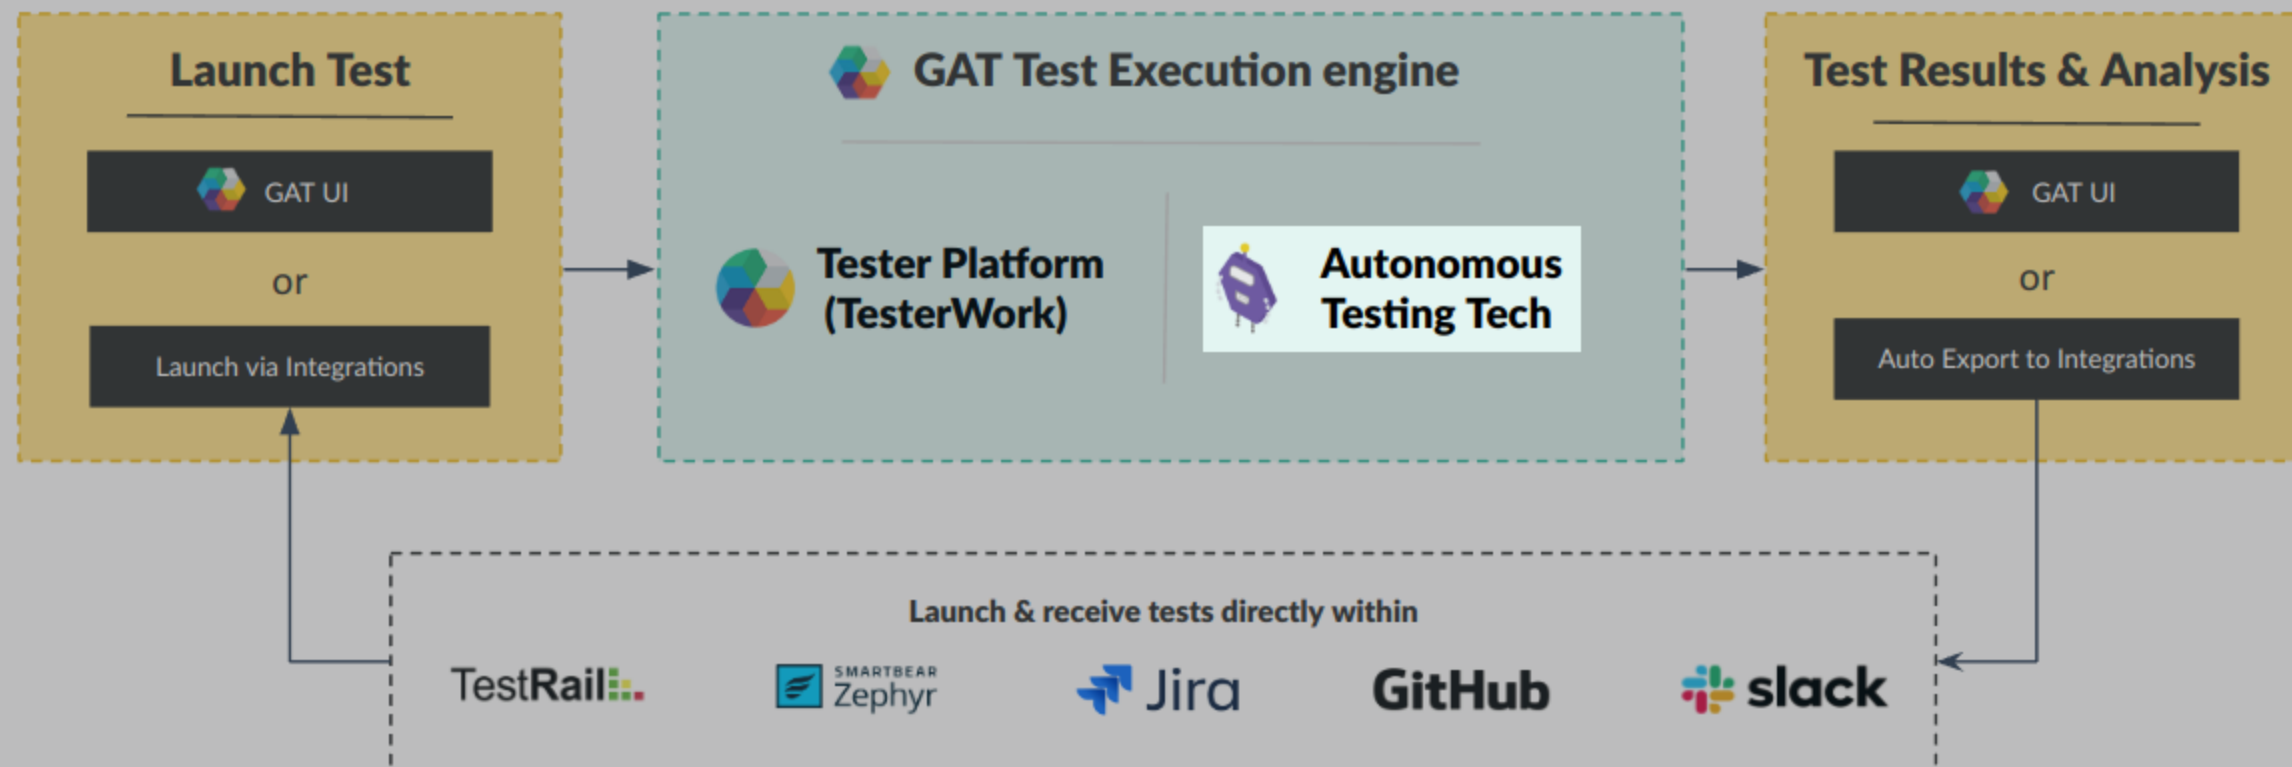 Launch Test
GAT UI
or
Launch via Integrations
GAT Test Execution engine
Tester Platform
(TesterWork)
Autonomous
Testing Tech
Test Results & Analysis
GAT UI
or
Auto Export to Integrations
Launch & receive tests directly within
TestRail
SMARTBEAR
Zephyr
Jira
GitHub
slack